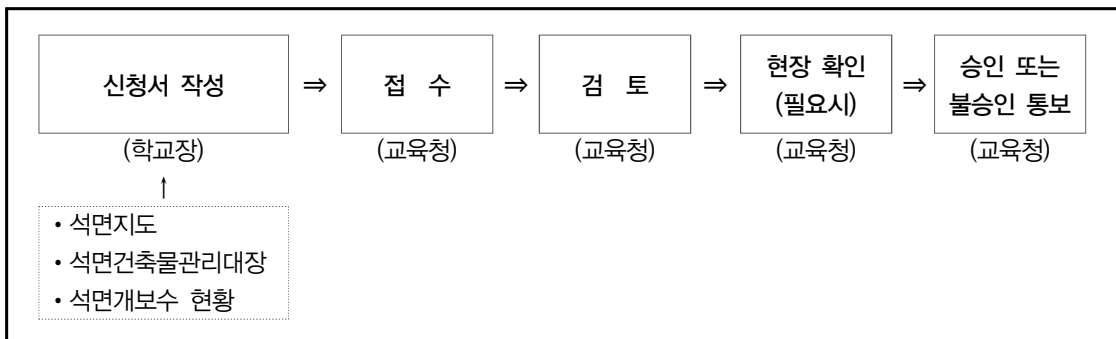 신청서 작성 ⇒ 접 수 ⇒ 검 토 ⇒ 현장 확인 (필요시) ⇒ 승인 또는 불승인 통보
(학교장) (교육청) (교육청) (교육청) (교육청)
↑
• 석면지도
• 석면건축물관리대장
• 석면개보수 현황